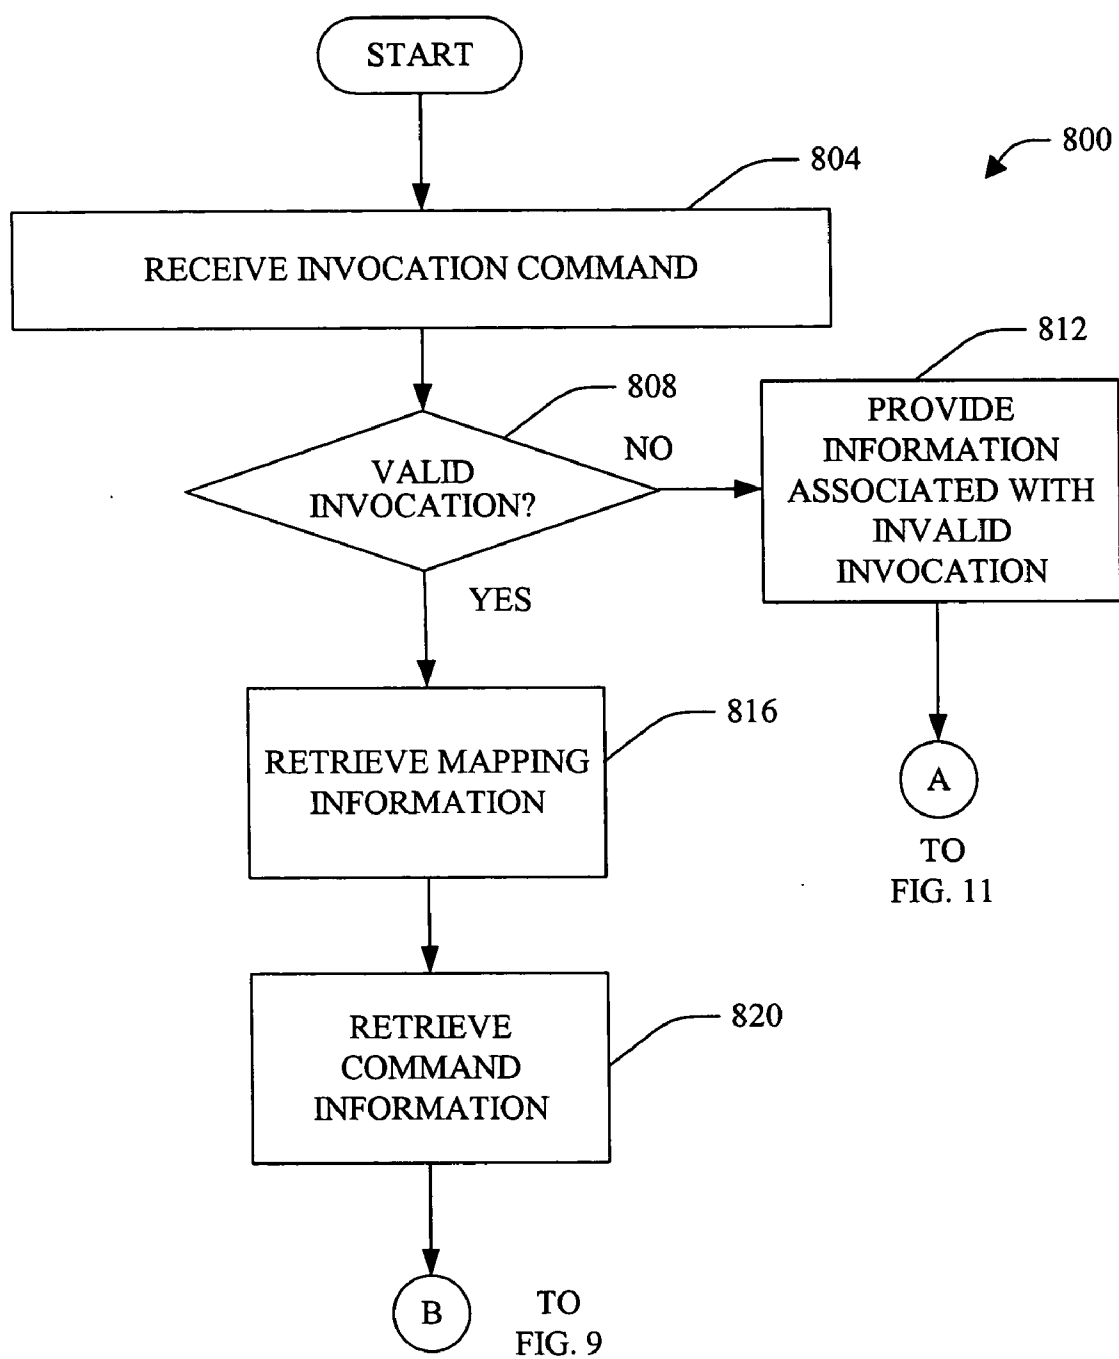 START
800
804
RECEIVE INVOCATION COMMAND
812
808
VALID
INVOCATION?
NO
PROVIDE
INFORMATION
ASSOCIATED WITH
INVALID
INVOCATION
YES
816
RETRIEVE MAPPING
INFORMATION
A
TO
FIG. 11
820
RETRIEVE
COMMAND
INFORMATION
B
TO
FIG. 9